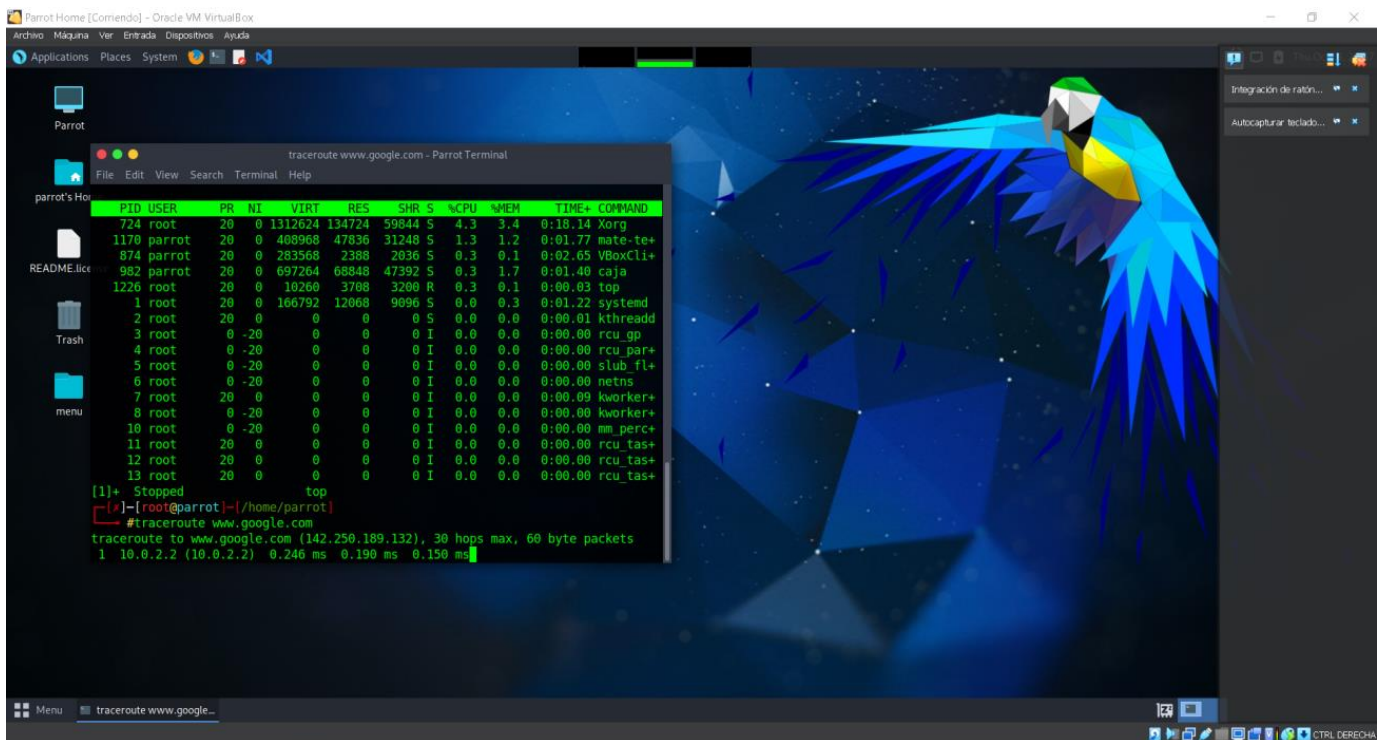 Parrot Home [Corriendo] - Oracle VM VirtualBox
Archivo Máquina Ver Entrada Dispositivos Ayuda
Applications Places System
Integración de ratón...
Autocapturar teclado...
Parrot
parrot's Ho
README.lice
Trash
menu
traceroute www.google.com - Parrot Terminal
File Edit View Search Terminal Help
PID USER PR NI VIRT RES SHR S %CPU %MEM TIME+ COMMAND
724 root 20 0 1312624 134724 59844 S 4.3 3.4 0:18.14 Xorg
1170 parrot 20 0 408968 47836 31248 S 1.3 1.2 0:01.77 mate-te+
874 parrot 20 0 283568 2388 2036 S 0.3 0.1 0:02.65 VBoxCli+
982 parrot 20 0 697264 68848 47392 S 0.3 1.7 0:01.40 caja
1226 root 20 0 10260 3708 3200 R 0.3 0.1 0:00.03 top
1 root 20 0 166792 12068 9096 S 0.0 0.3 0:01.22 systemd
2 root 20 0 0 0 0 S 0.0 0.0 0:00.01 kthreadd
3 root 0 -20 0 0 0 I 0.0 0.0 0:00.00 rcu_gp
4 root 0 -20 0 0 0 I 0.0 0.0 0:00.00 rcu_par+
5 root 0 -20 0 0 0 I 0.0 0.0 0:00.00 slub_fl+
6 root 0 -20 0 0 0 I 0.0 0.0 0:00.00 netns
7 root 20 0 0 0 0 I 0.0 0.0 0:00.09 kworker+
8 root 0 -20 0 0 0 I 0.0 0.0 0:00.00 kworker+
10 root 0 -20 0 0 0 I 0.0 0.0 0:00.00 mm_perc+
11 root 20 0 0 0 0 I 0.0 0.0 0:00.00 rcu_tas+
12 root 20 0 0 0 0 I 0.0 0.0 0:00.00 rcu_tas+
13 root 20 0 0 0 0 I 0.0 0.0 0:00.00 rcu_tas+
[1]+ Stopped top
┌─[✗]─[root@parrot]─[/home/parrot]
└──╼ #traceroute www.google.com
traceroute to www.google.com (142.250.189.132), 30 hops max, 60 byte packets
1 10.0.2.2 (10.0.2.2) 0.246 ms 0.190 ms 0.150 ms
Menu traceroute www.google...
CTRL DERECHA